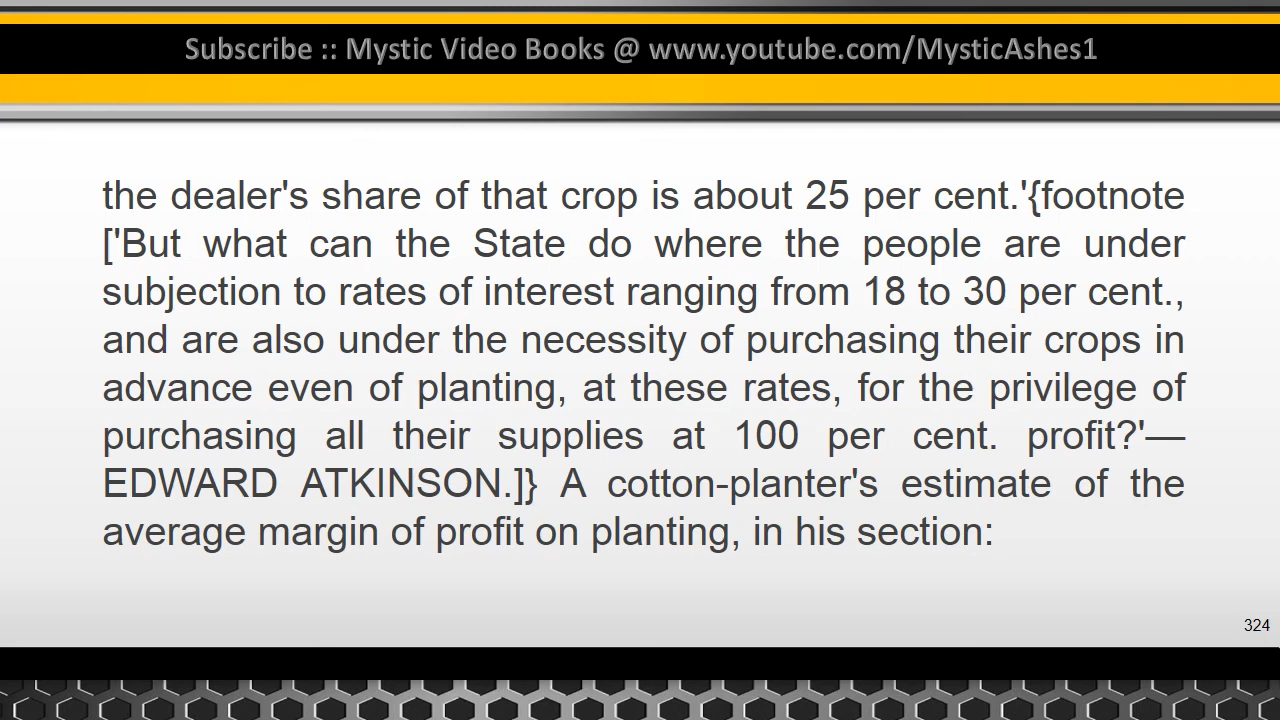 Subscribe :: Mystic Video Books @ www.youtube.com/MysticAshes1
the dealer's share of that crop is about 25 per cent.'{footnote
['But what can the State do where the people are under
subjection to rates of interest ranging from 18 to 30 per cent.,
and are also under the necessity of purchasing their crops in
advance even of planting, at these rates, for the privilege of
purchasing all their supplies at 100 per cent. profit?'—
EDWARD ATKINSON.]} A cotton-planter's estimate of the
average margin of profit on planting, in his section:
324